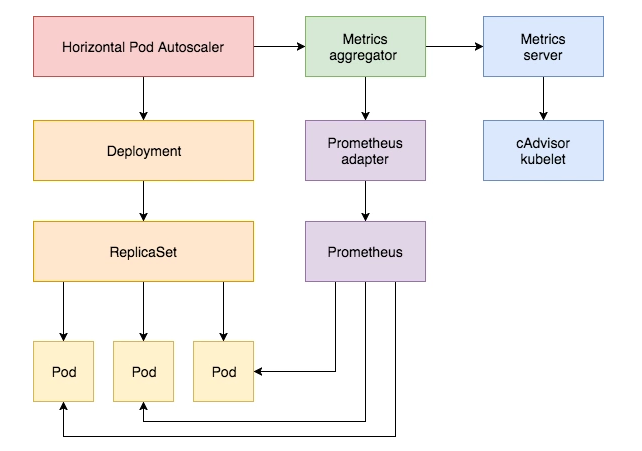 Horizontal Pod Autoscaler
Metrics
aggregator
Metrics
server
Deployment
Prometheus
adapter
cAdvisor
kubelet
ReplicaSet
Prometheus
Pod
Pod
Pod